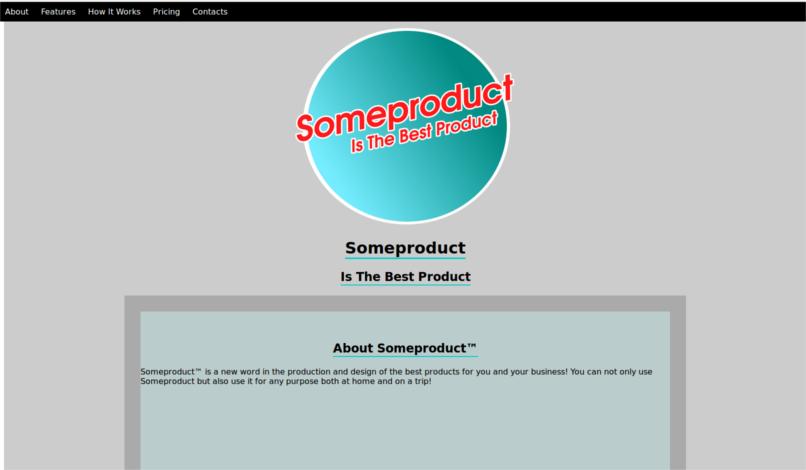 About Features How It Works Pricing Contacts
Someproduct
Is The Best Product
Someproduct
Is The Best Product
About Someproduct™
Someproduct™ is a new word in the production and design of the best products for you and your business! You can not only use
Someproduct but also use it for any purpose both at home and on a trip!